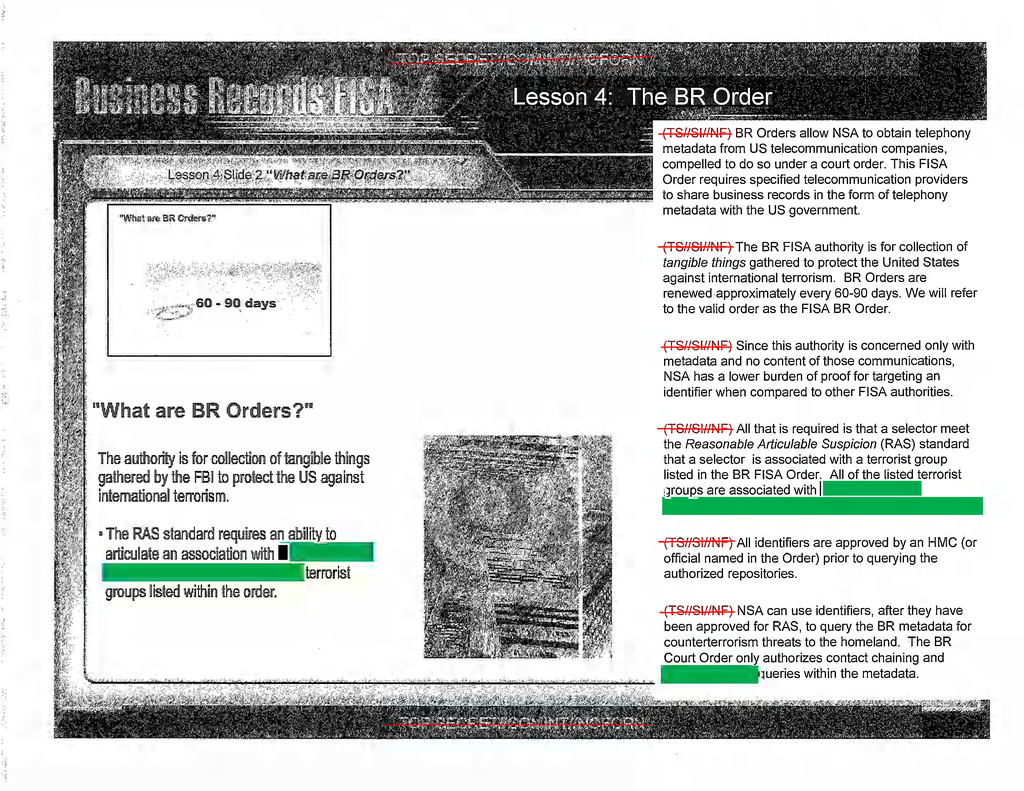 Business Records FISA
Lesson 4: The BR Order
Lesson 4 Slide 2 "What are BR Orders?"
"What are BR Orders?"
60 - 90 days
"What are BR Orders?"
The authority is for collection of tangible things
gathered by the FBI to protect the US against
international terrorism.
▪ The RAS standard requires an ability to
articulate an association with
terrorist
groups listed within the order.
(TS//SI//NF) BR Orders allow NSA to obtain telephony
metadata from US telecommunication companies,
compelled to do so under a court order. This FISA
Order requires specified telecommunication providers
to share business records in the form of telephony
metadata with the US government.
(TS//SI//NF) The BR FISA authority is for collection of
tangible things gathered to protect the United States
against international terrorism. BR Orders are
renewed approximately every 60-90 days. We will refer
to the valid order as the FISA BR Order.
(TS//SI//NF) Since this authority is concerned only with
metadata and no content of those communications,
NSA has a lower burden of proof for targeting an
identifier when compared to other FISA authorities.
(TS//SI//NF) All that is required is that a selector meet
the Reasonable Articulable Suspicion (RAS) standard
that a selector is associated with a terrorist group
listed in the BR FISA Order. All of the listed terrorist
groups are associated with
(TS//SI//NF) All identifiers are approved by an HMC (or
official named in the Order) prior to querying the
authorized repositories.
(TS//SI//NF) NSA can use identifiers, after they have
been approved for RAS, to query the BR metadata for
counterterrorism threats to the homeland. The BR
Court Order only authorizes contact chaining and
queries within the metadata.